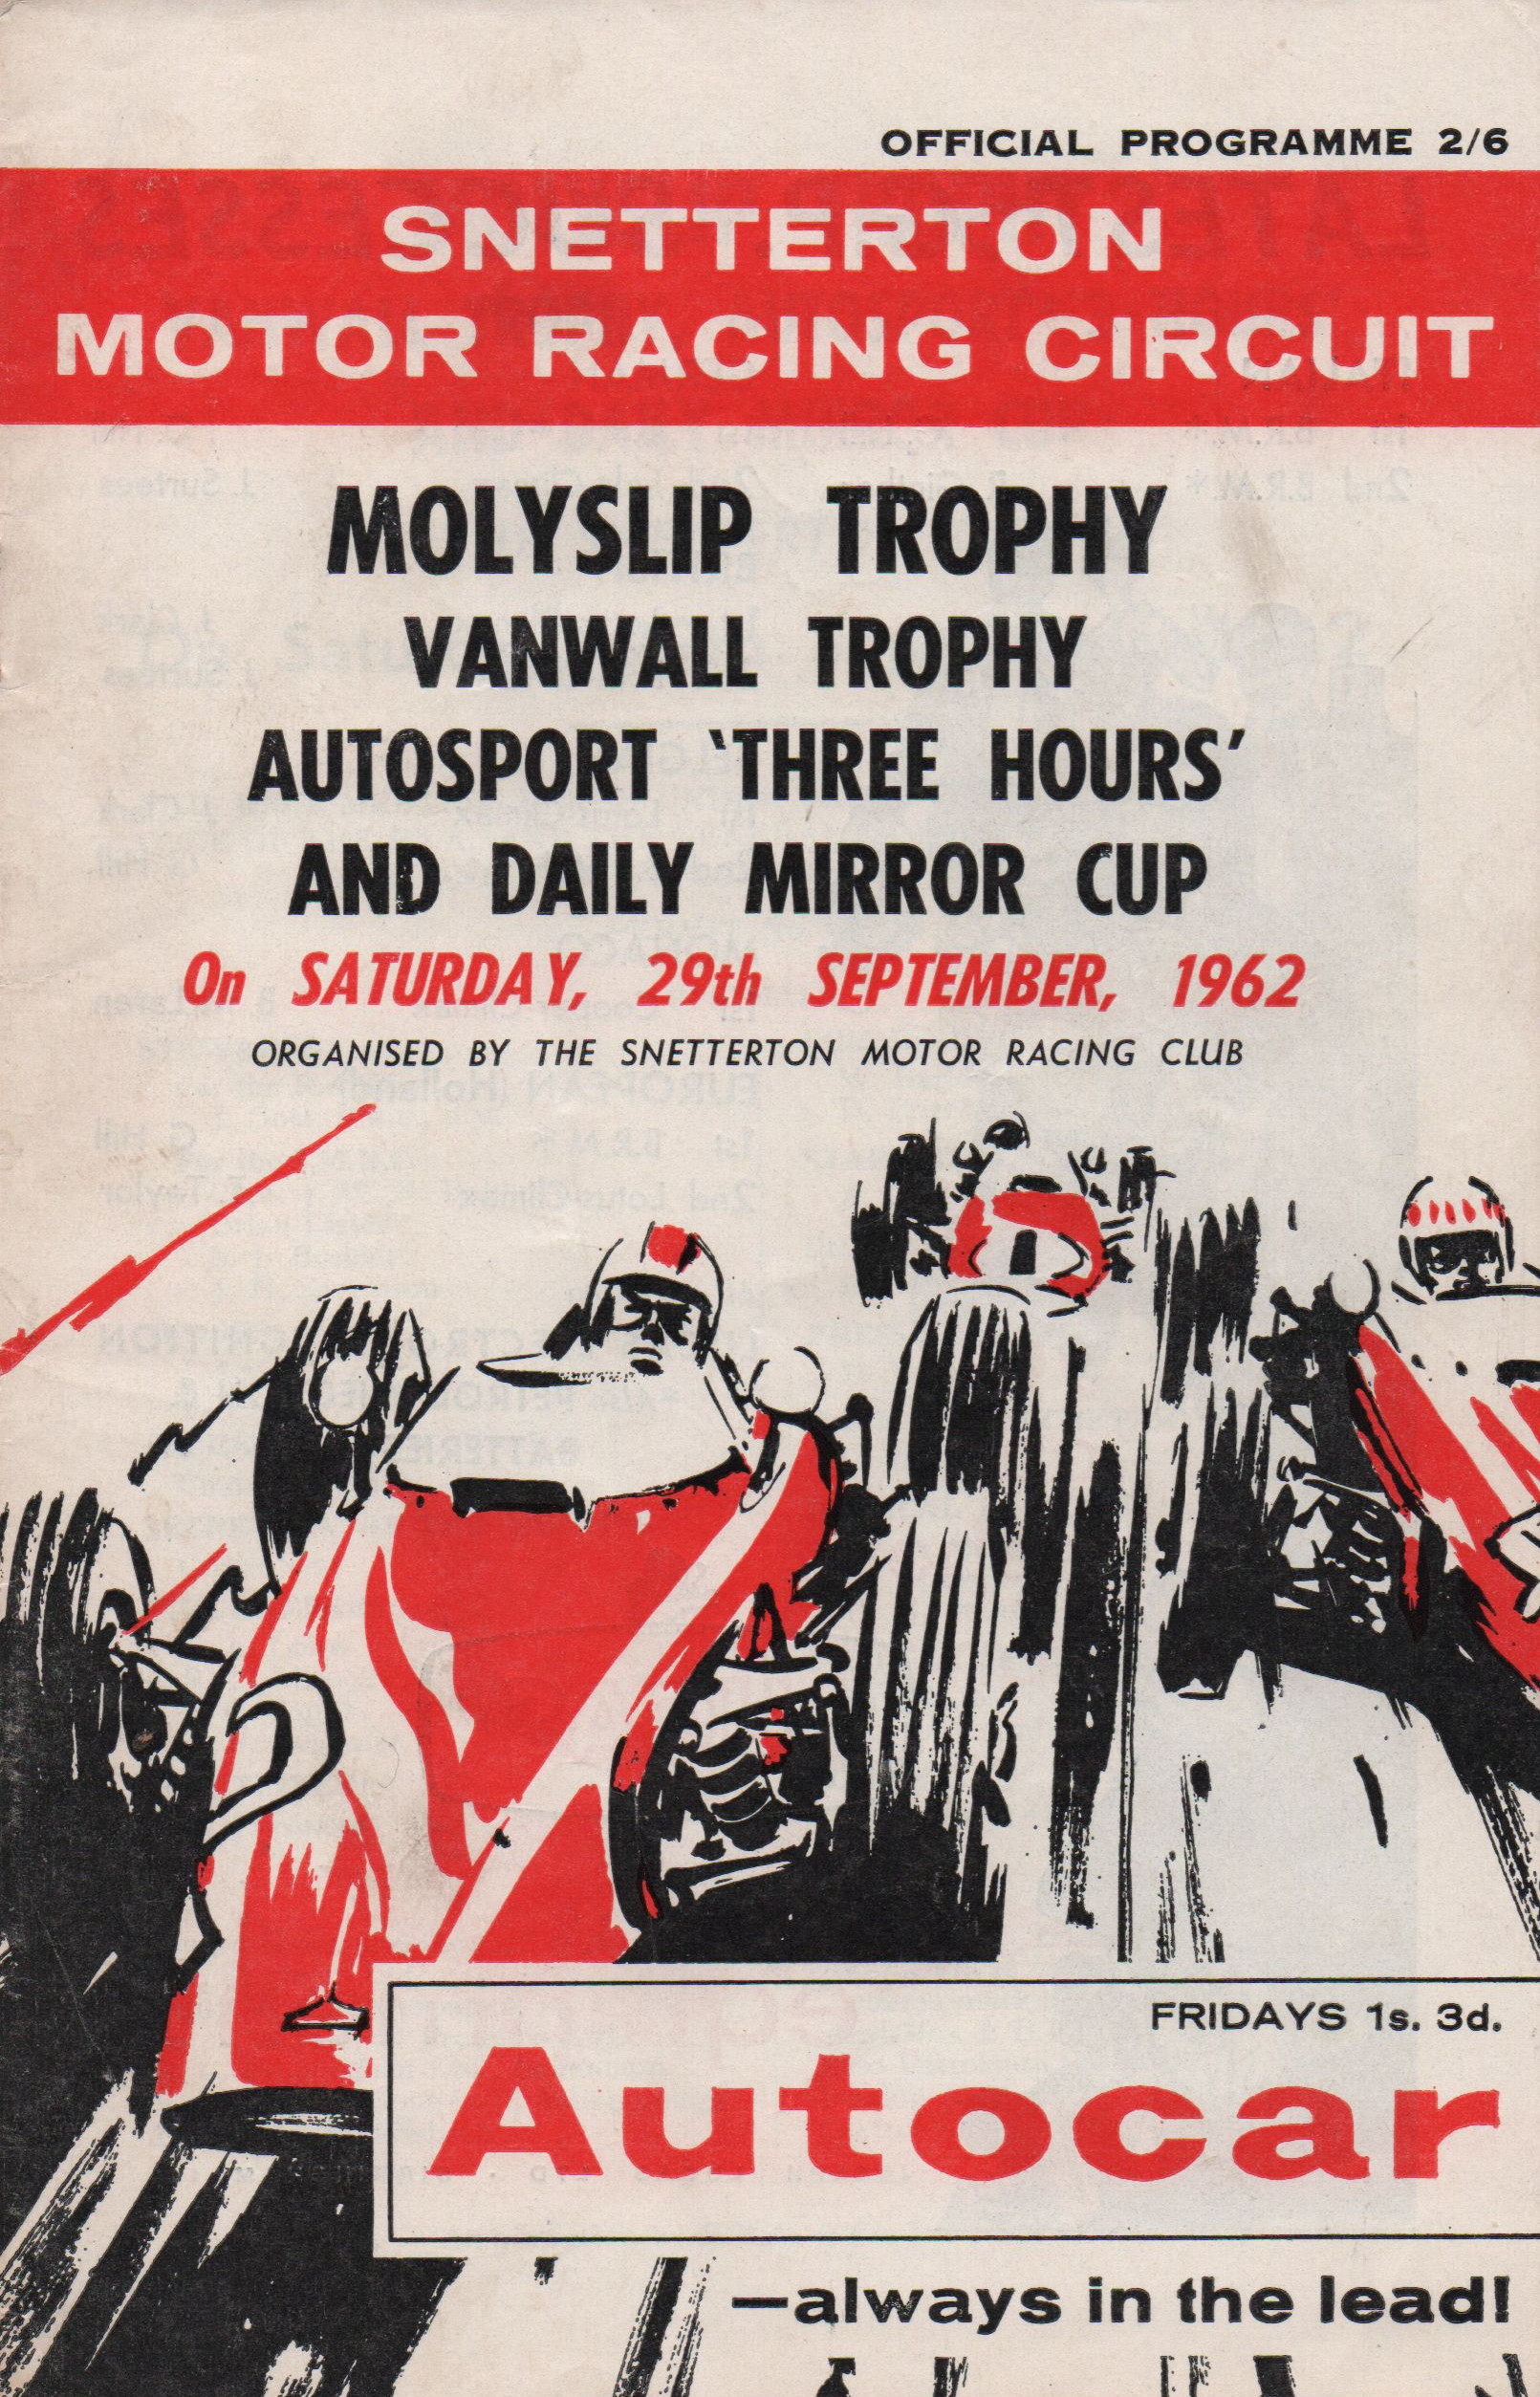 OFFICIAL PROGRAMME 2/6
SNETTERTON
MOTOR RACING CIRCUIT
MOLYSLIP TROPHY
VANWALL TROPHY
AUTOSPORT ‘THREE HOURS’
AND DAILY MIRROR CUP
On SATURDAY, 29th SEPTEMBER, 1962
ORGANISED BY THE SNETTERTON MOTOR RACING CLUB
FRIDAYS 1s. 3d.
Autocar
—always in the lead!